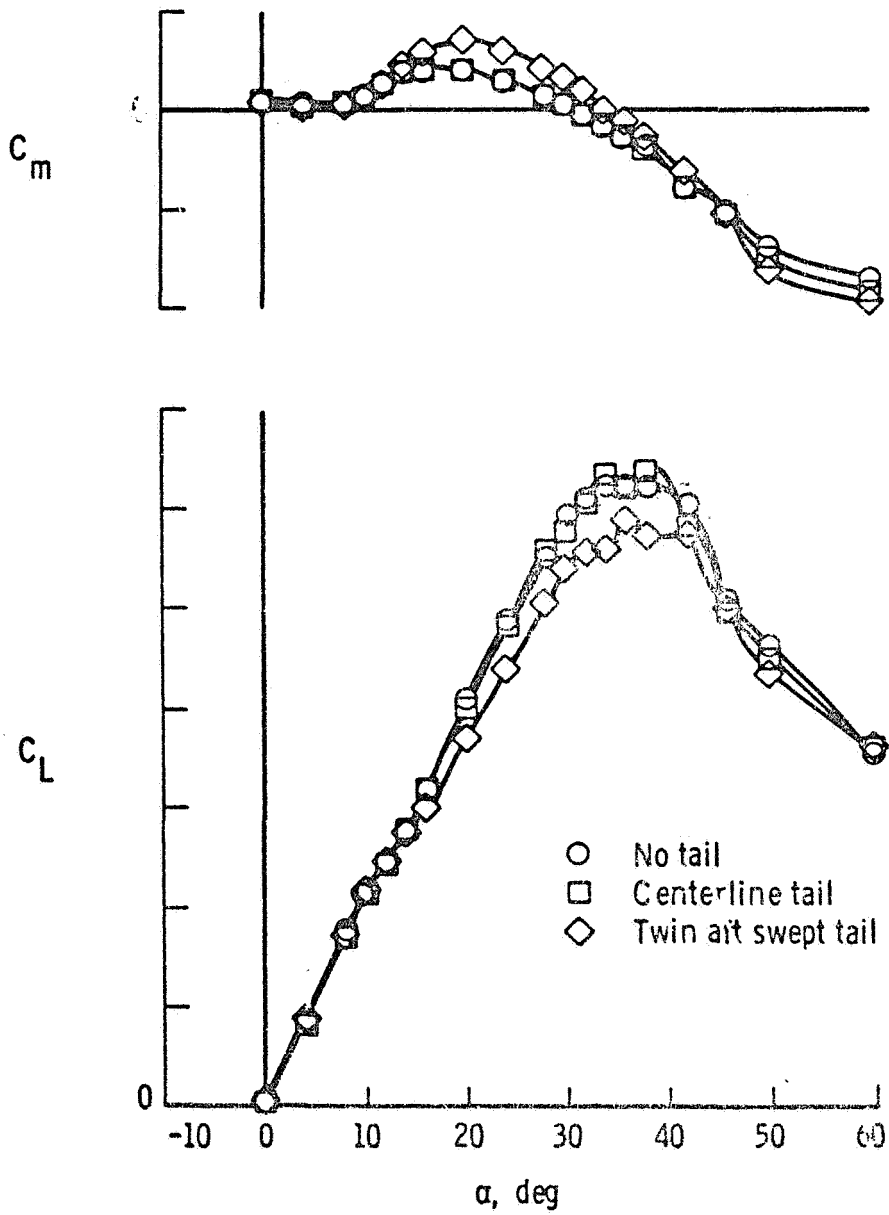 C_m
C_L
No tail
Centerline tail
Twin aft swept tail
0
-10 0 10 20 30 40 50 60
α, deg